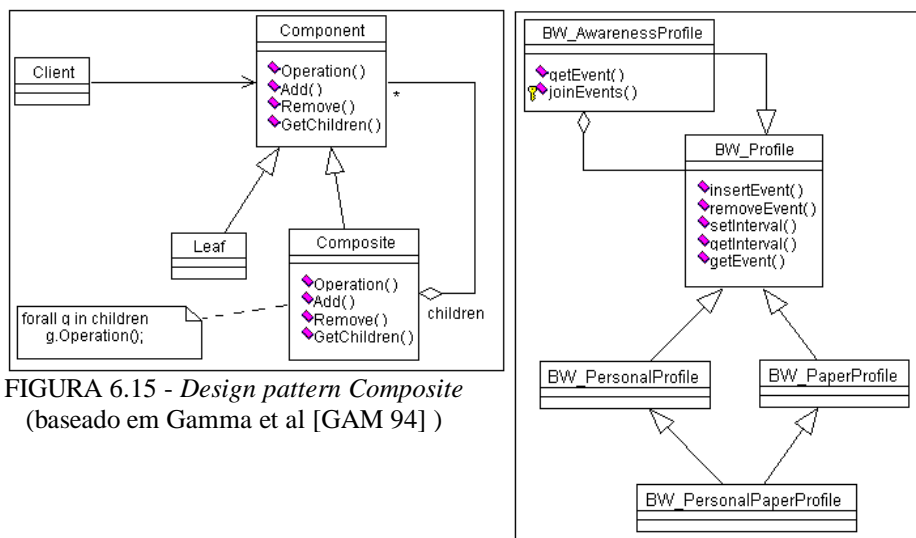 Component
Operation()
Add()
Remove()
GetChildren()
Client
*
Leaf
Composite
Operation()
Add()
Remove()
GetChildren()
children
forall g in children
g.Operation();
FIGURA 6.15 - Design pattern Composite
(baseado em Gamma et al [GAM 94] )
BW_AwarenessProfile
getEvent()
joinEvents()
BW_Profile
insertEvent()
removeEvent()
setInterval()
getInterval()
getEvent()
BW_PersonalProfile
BW_PaperProfile
BW_PersonalPaperProfile